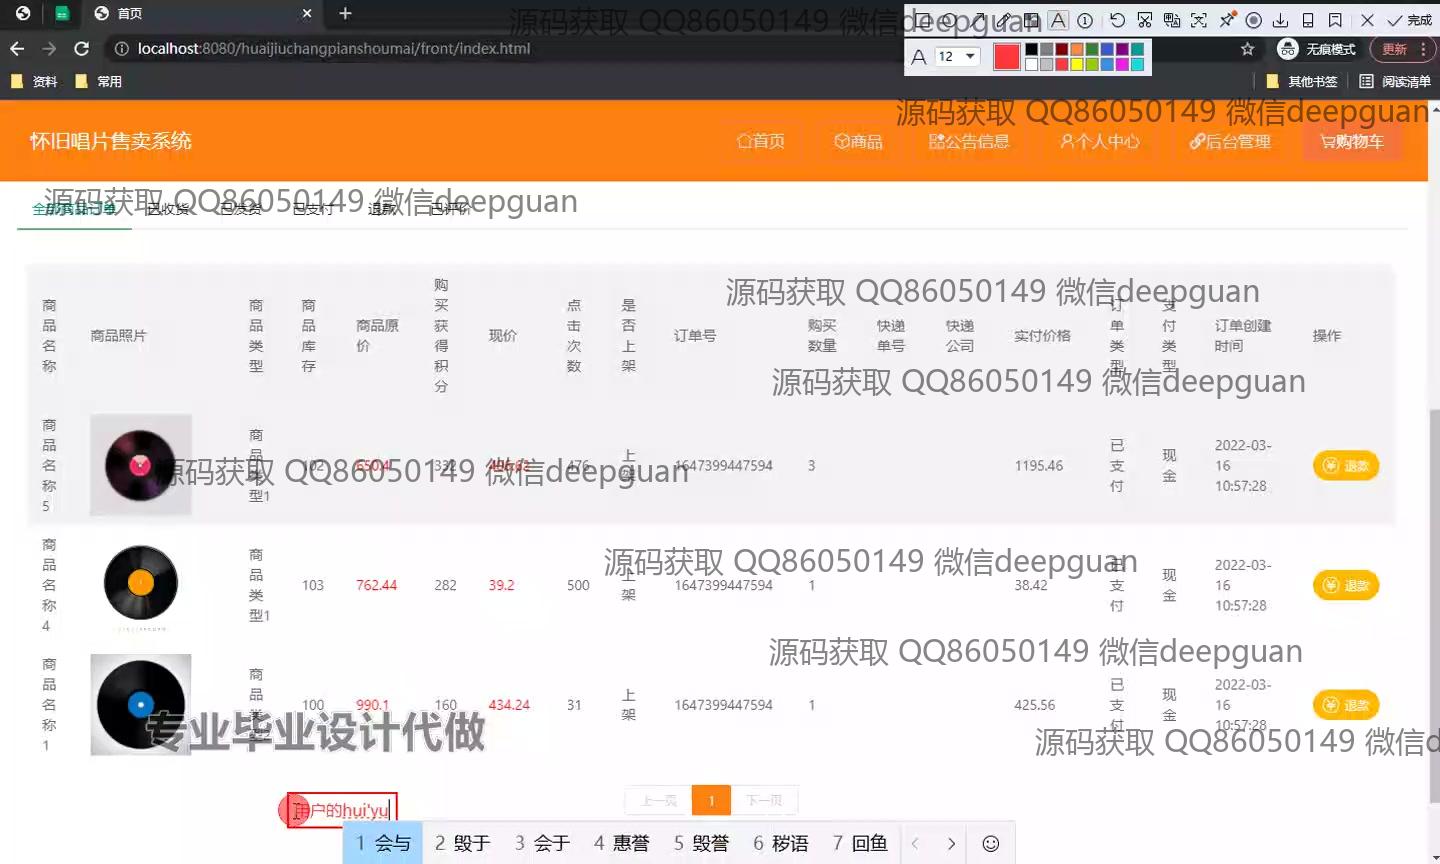 首页
完成
localhost:8080/huaijiuchangpianshoumai/front/index.html
A 12
无痕模式 更新
资料 常用 其他书签 阅读清单
源码获取 QQ86050149 微信deepguan
源码获取 QQ86050149 微信deepguan
怀旧唱片售卖系统 首页 商品 公告信息 个人中心 后台管理 购物车
源码获取 QQ86050149 微信deepguan
全部商品订单 已收货 已发货 已支付 退款 已评价
源码获取 QQ86050149 微信deepguan
商品名称 商品照片 商品类型 商品库存 商品原价 购买获得积分 现价 点击次数 是否上架 订单号 购买数量 快递单号 快递公司 实付价格 订单类型 支付类型 订单创建时间 操作
源码获取 QQ86050149 微信deepguan
商品名称5 商品类型1 102 650.4 332 476 上架 1647399447594 3 1195.46 已支付 现金 2022-03-16 10:57:28 退款
源码获取 QQ86050149 微信deepguan
源码获取 QQ86050149 微信deepguan
商品名称4 商品类型1 103 762.44 282 39.2 500 上架 1647399447594 1 38.42 已支付 现金 2022-03-16 10:57:28 退款
源码获取 QQ86050149 微信deepguan
商品名称1 商品类型1 100 990.1 160 434.24 31 上架 1647399447594 1 425.56 已支付 现金 2022-03-16 10:57:28 退款
专业毕业设计代做
源码获取 QQ86050149 微信d
上一页 1 下一页
用户的hui'yu
1 会与 2 毁于 3 会于 4 惠誉 5 毁誉 6 秽语 7 回鱼